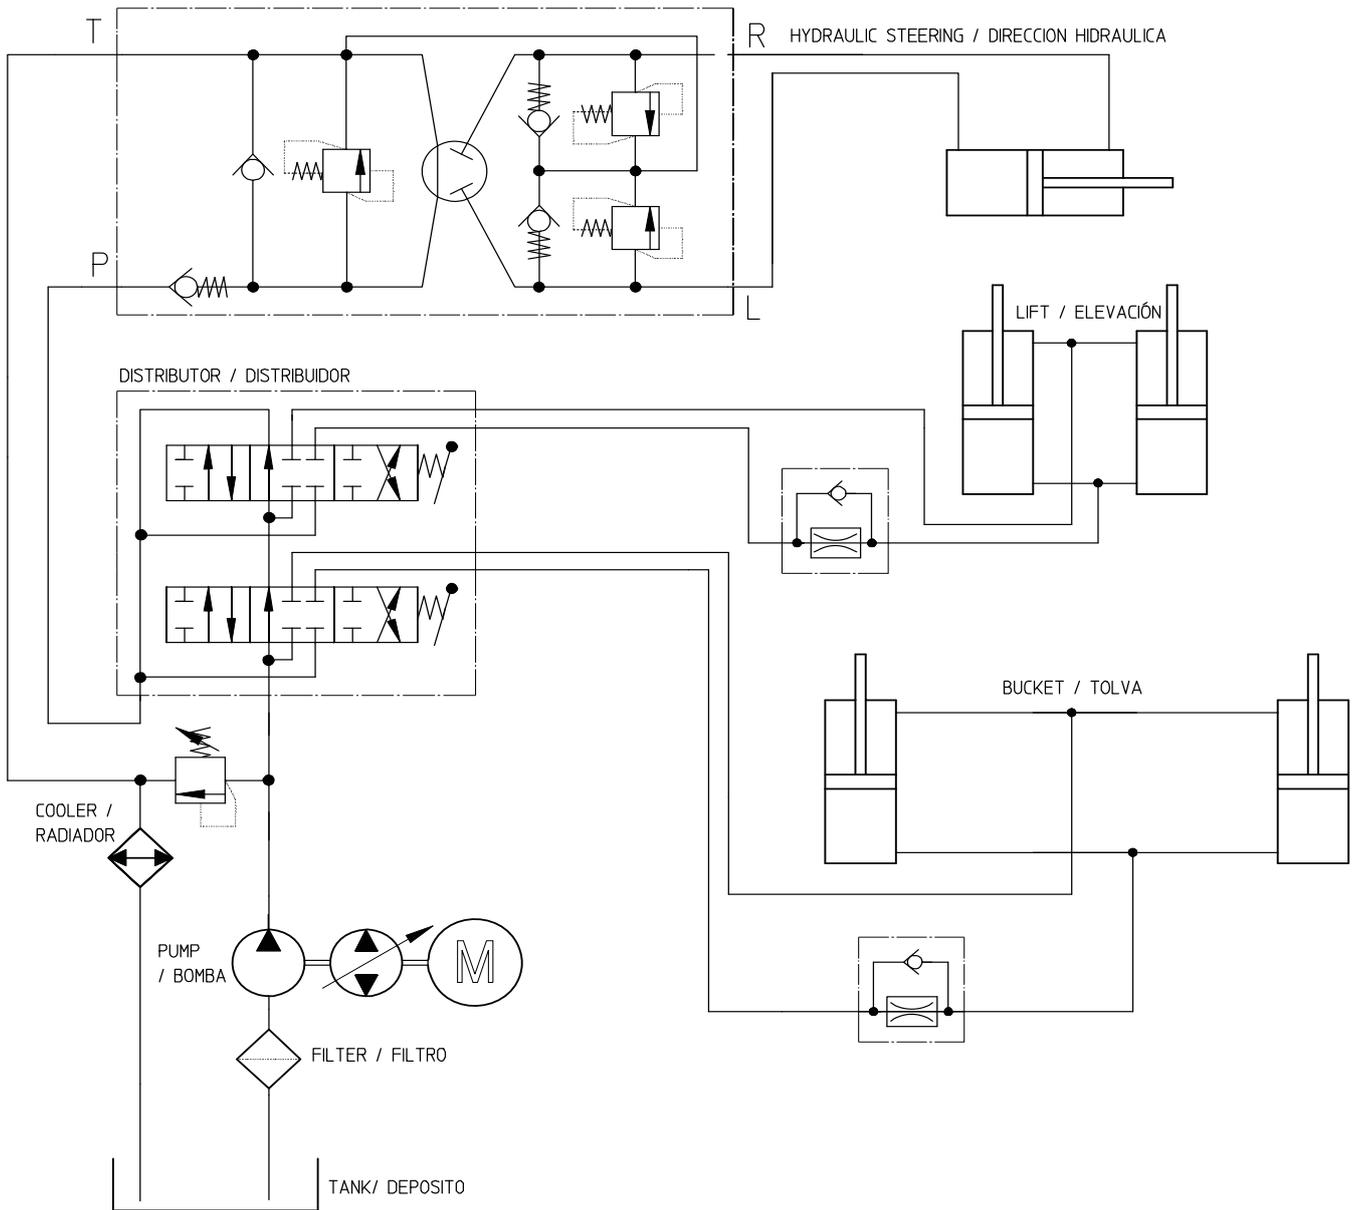 T
R HYDRAULIC STEERING / DIRECCION HIDRAULICA
P
L
LIFT / ELEVACIÓN
DISTRIBUTOR / DISTRIBUIDOR
BUCKET / TOLVA
COOLER /
RADIADOR
PUMP
/ BOMBA
M
FILTER / FILTRO
TANK/ DEPOSITO